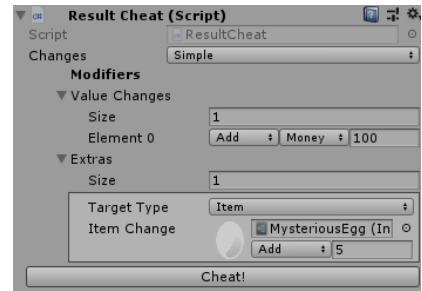 Result Cheat (Script)
Script ResultCheat
Changes Simple
Modifiers
Value Changes
Size 1
Element 0 Add Money 100
Extras
Size 1
Target Type Item
Item Change MysteriousEgg (In
Add 5
Cheat!